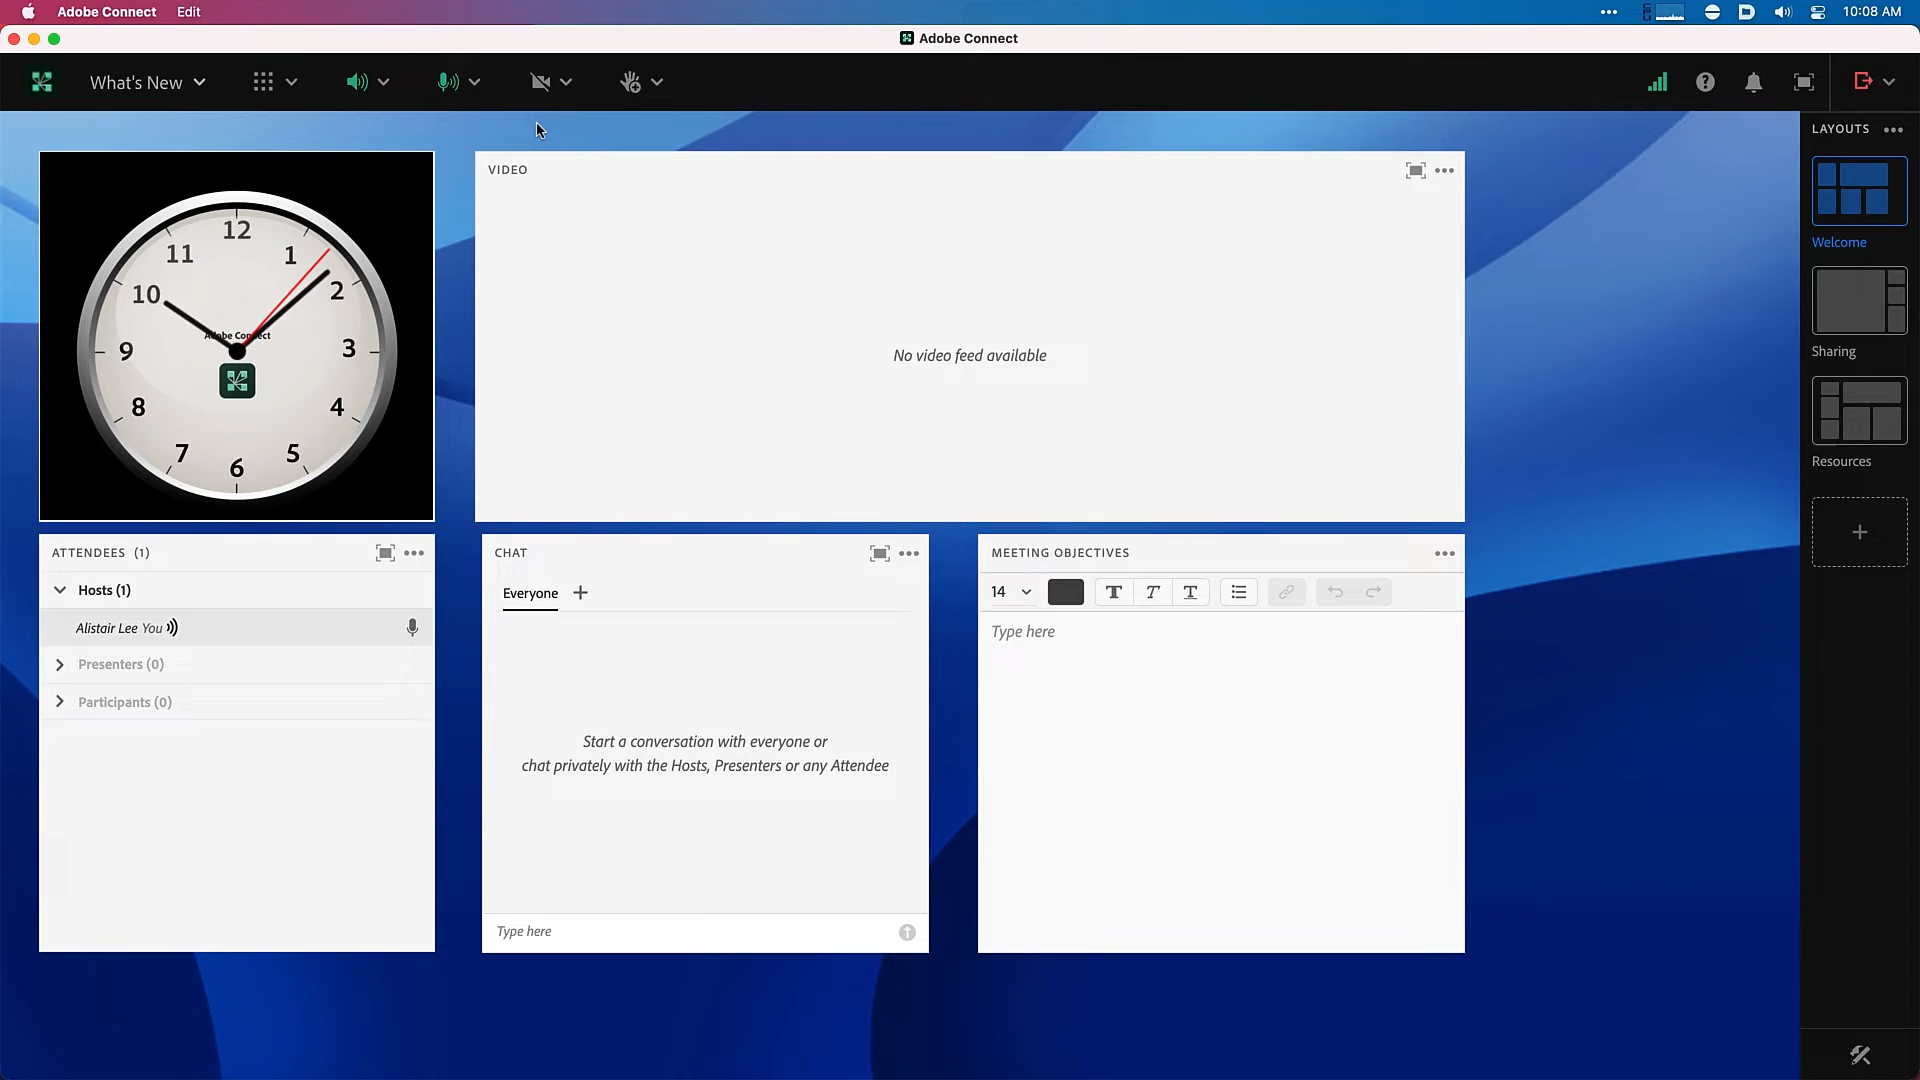 Adobe Connect Edit 10:08 AM
Adobe Connect
What's New
LAYOUTS
Welcome
Sharing
Resources
12
11 1
10 2
Adobe Connect
9 3
8 4
7 5
6
VIDEO
No video feed available
ATTENDEES (1)
Hosts (1)
Alistair Lee You
Presenters (0)
Participants (0)
CHAT
Everyone
Start a conversation with everyone or
chat privately with the Hosts, Presenters or any Attendee
Type here
MEETING OBJECTIVES
14 T T T
Type here